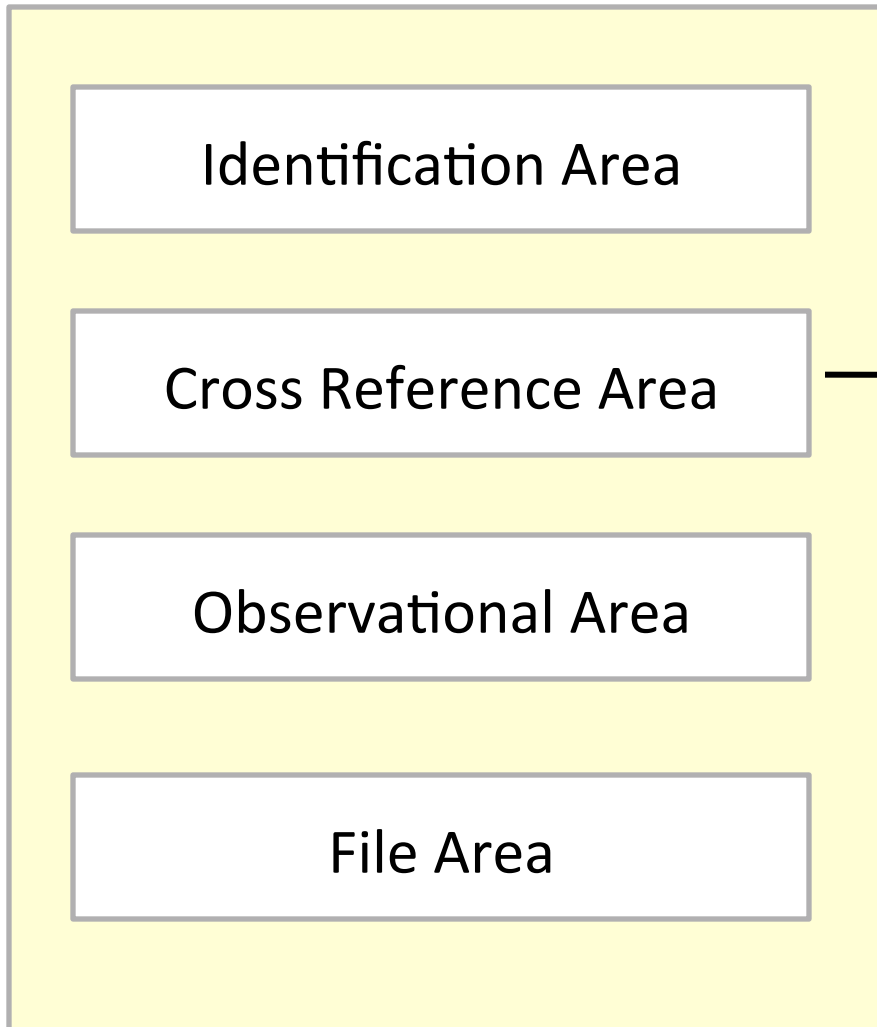 Identification Area
Cross Reference Area
Observational Area
File Area